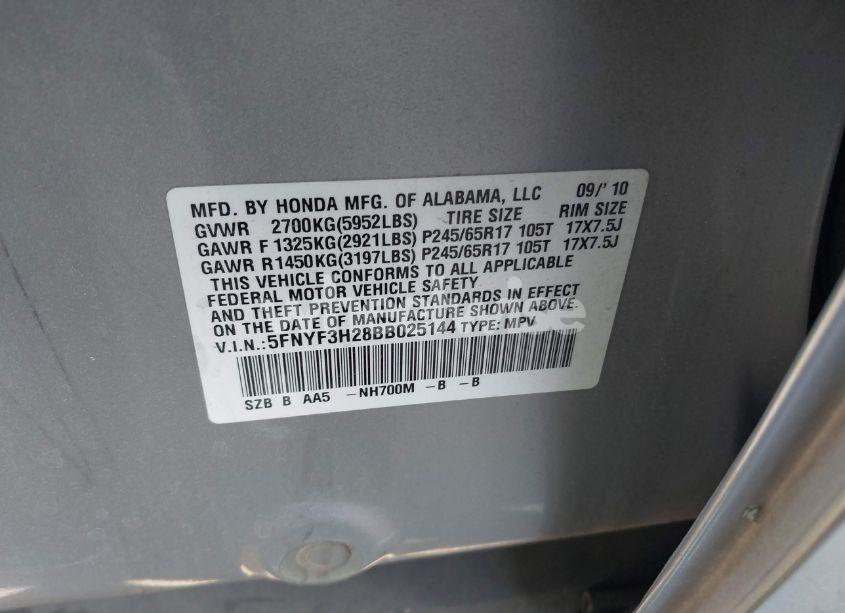 MFD. BY HONDA MFG. OF ALABAMA, LLC 09/' 10
GVWR 2700KG(5952LBS) TIRE SIZE RIM SIZE
GAWR F 1325KG(2921LBS) P245/65R17 105T 17X7.5J
GAWR R1450KG(3197LBS) P245/65R17 105T 17X7.5J
THIS VEHICLE CONFORMS TO ALL APPLICABLE
FEDERAL MOTOR VEHICLE SAFETY
AND THEFT PREVENTION STANDARDS IN EFFECT
ON THE DATE OF MANUFACTURE SHOWN ABOVE.
V.I.N.:5FNYF3H28BB025144 TYPE: MPV
SZB B AA5 -NH700M -B -B